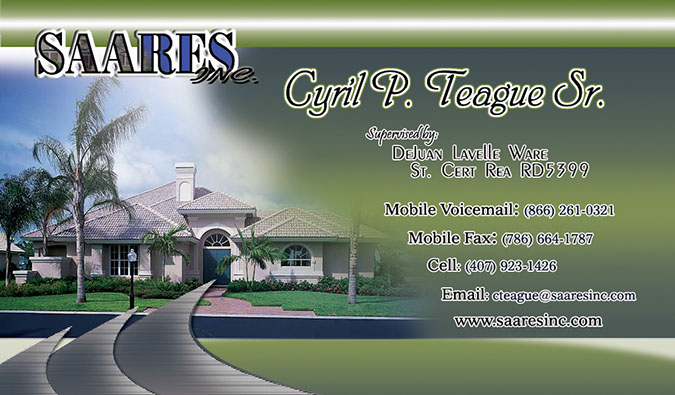 SAARES
INC.
Cyril P. Teague Sr.
Supervised by:
DeJuan Lavelle Ware
St. Cert Rea RD5399
Mobile Voicemail: (866) 261-0321
Mobile Fax: (786) 664-1787
Cell: (407) 923-1426
Email: cteague@saaresinc.com
www.saaresinc.com